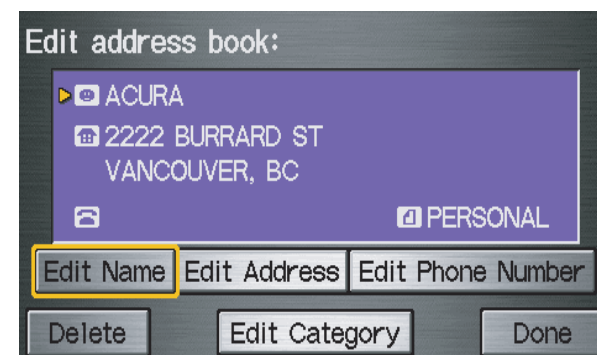 Edit address book:
ACURA
2222 BURRARD ST
VANCOUVER, BC
PERSONAL
Edit Name Edit Address Edit Phone Number
Delete Edit Category Done